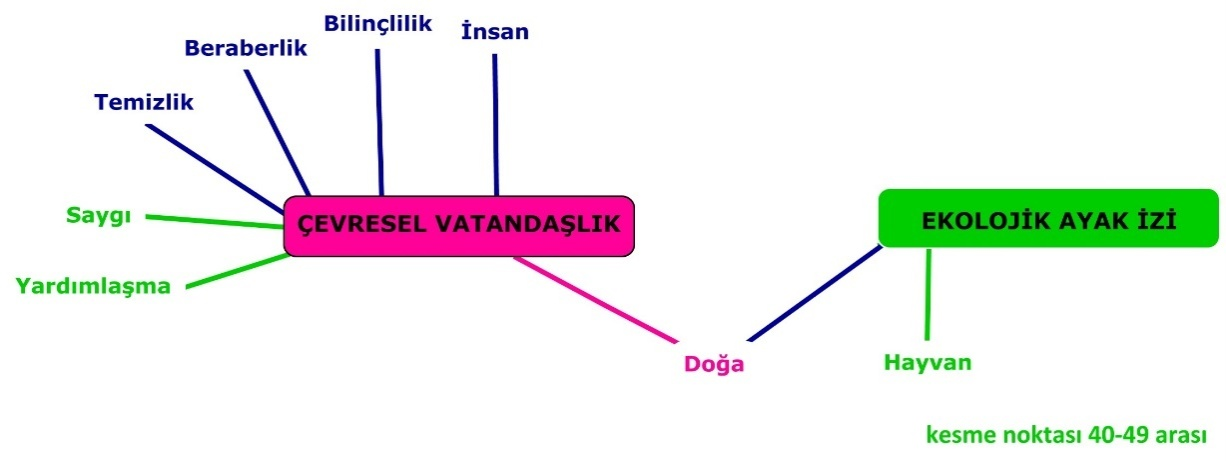 Bilinçlilik
İnsan
Beraberlik
Temizlik
Saygı
ÇEVRESEL VATANDAŞLIK
EKOLOJİK AYAK İZİ
Yardımlaşma
Doğa
Hayvan
kesme noktası 40-49 arası